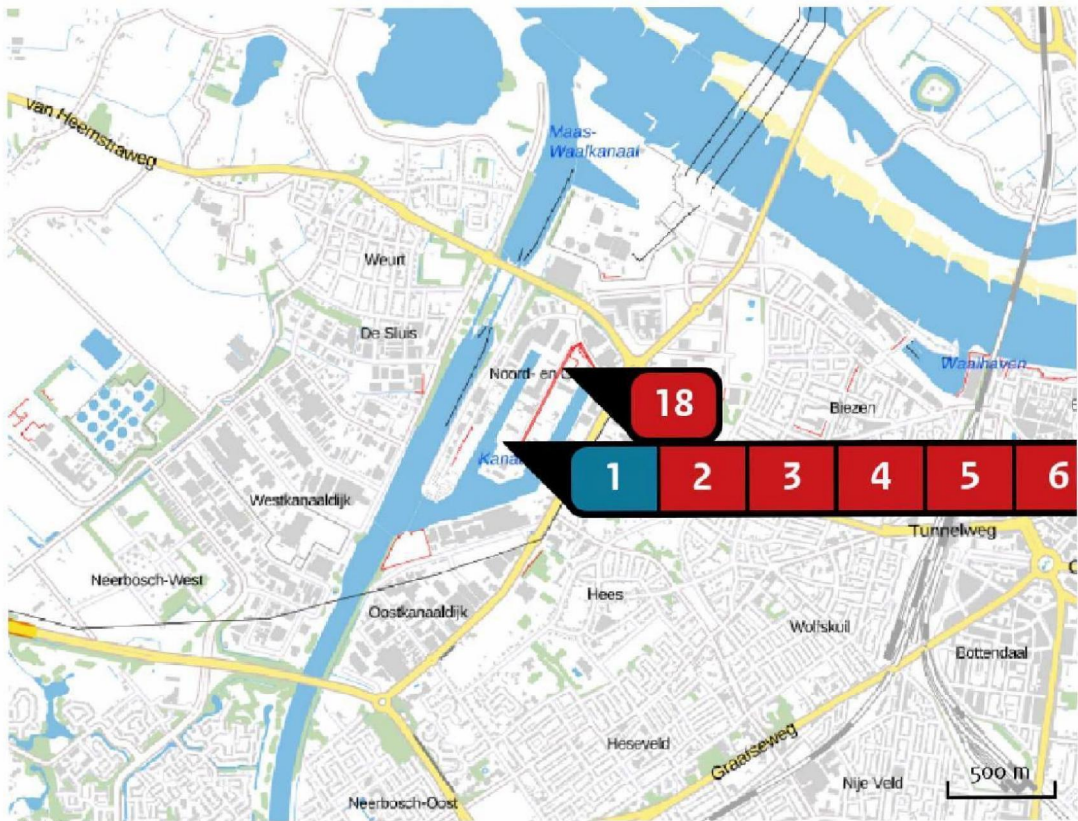 van Heemstraweg
Maas-
Waalkanaal
Weurt
De Sluis
Noord- en
Waalhaven
Biezen
18
1 2 3 4 5 6
Westkanaaldijk
Tunnelweg
Neerbosch-West
Hees
Oostkanaaldijk
Wolfskuil
Bottendaal
Heseveld
Graafseweg
Nije Veld
500 m
Neerbosch-Oost